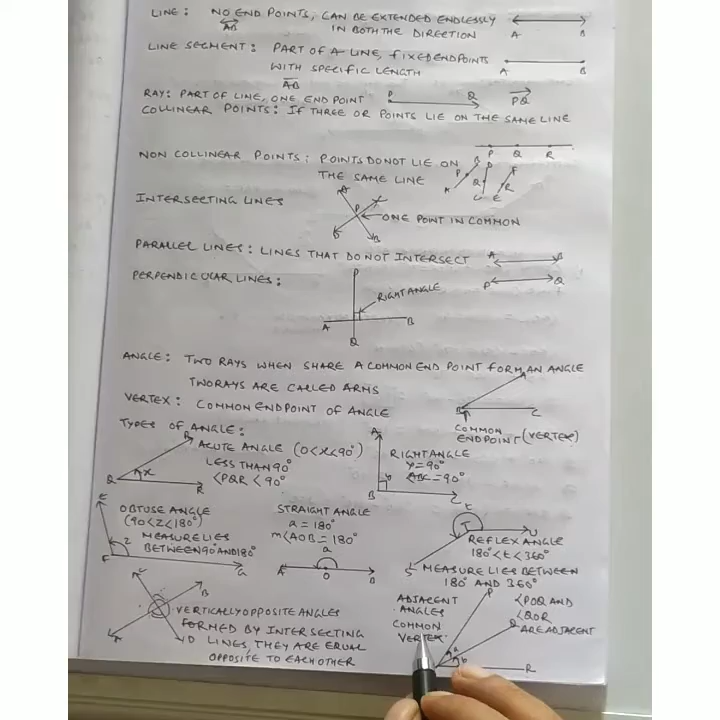 LINE: NO END POINTS, CAN BE EXTENDED ENDLESSLY
AB IN BOTH THE DIRECTION A B
LINE SEGMENT: PART OF A LINE, FIXED ENDPOINTS
WITH SPECIFIC LENGTH A B
AB
RAY: PART OF LINE, ONE END POINT P Q PQ
COLLINEAR POINTS: IF THREE OR POINTS LIE ON THE SAME LINE
P Q R
NON COLLINEAR POINTS: POINTS DO NOT LIE ON
THE SAME LINE A P B C Q D E R F
INTERSECTING LINES A P C ONE POINT IN COMMON
D B
PARALLEL LINES: LINES THAT DO NOT INTERSECT A B
P Q
PERPENDICULAR LINES: P
RIGHT ANGLE
A B
Q
ANGLE: TWO RAYS WHEN SHARE A COMMON END POINT FORM AN ANGLE
TWO RAYS ARE CALLED ARMS A
VERTEX: COMMON ENDPOINT OF ANGLE B C
COMMON
ENDPOINT (VERTEX)
TYPES OF ANGLE:
ACUTE ANGLE (0<x<90°)
LESS THAN 90°
<PQR < 90°
P Q R x
RIGHT ANGLE
y=90°
<ABC=90°
A B C y
OBTUSE ANGLE
(90<Z<180°)
MEASURE LIES
BETWEEN 90° AND 180°
E F G Z
STRAIGHT ANGLE
a=180°
m<AOB=180°
a
A O B
t
T U
REFLEX ANGLE
180°<t<360°
S MEASURE LIES BETWEEN
180° AND 360°
C B
VERTICALLY OPPOSITE ANGLES
FORMED BY INTERSECTING
A D LINES, THEY ARE EQUAL
OPPOSITE TO EACH OTHER
ADJACENT
ANGLES
COMMON
VERTEX
P <POQ AND
<QOR
Q ARE ADJACENT
a
b R